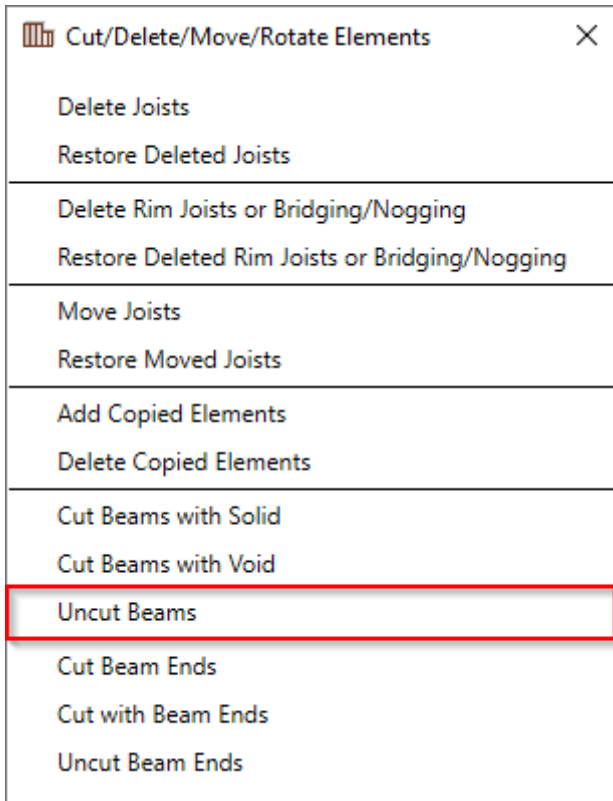 Cut/Delete/Move/Rotate Elements
Delete Joists
Restore Deleted Joists
Delete Rim Joists or Bridging/Nogging
Restore Deleted Rim Joists or Bridging/Nogging
Move Joists
Restore Moved Joists
Add Copied Elements
Delete Copied Elements
Cut Beams with Solid
Cut Beams with Void
Uncut Beams
Cut Beam Ends
Cut with Beam Ends
Uncut Beam Ends